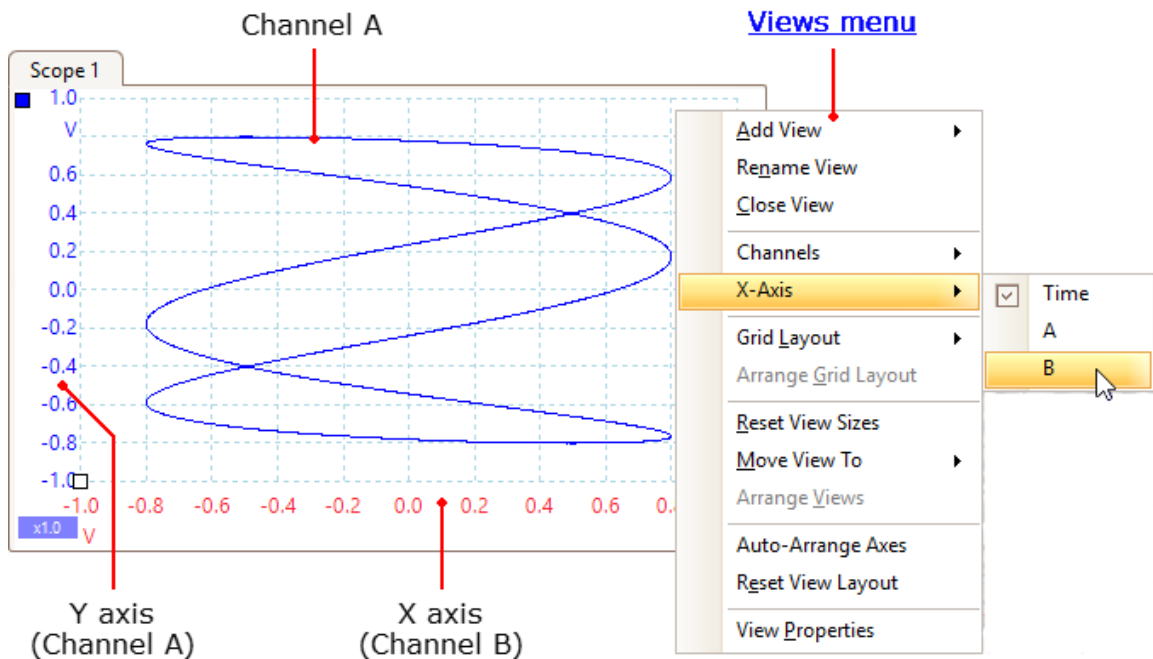 Channel A
Views menu
Scope 1
1.0
V
0.6
0.4
0.2
0.0
-0.2
-0.4
-0.6
-0.8
-1.0
-1.0 -0.8 -0.6 -0.4 -0.2 0.0 0.2 0.4 0.6
x1.0
V
Add View
Rename View
Close View
Channels
X-Axis
Grid Layout
Arrange Grid Layout
Reset View Sizes
Move View To
Arrange Views
Auto-Arrange Axes
Reset View Layout
View Properties
Time
A
B
Y axis
(Channel A)
X axis
(Channel B)